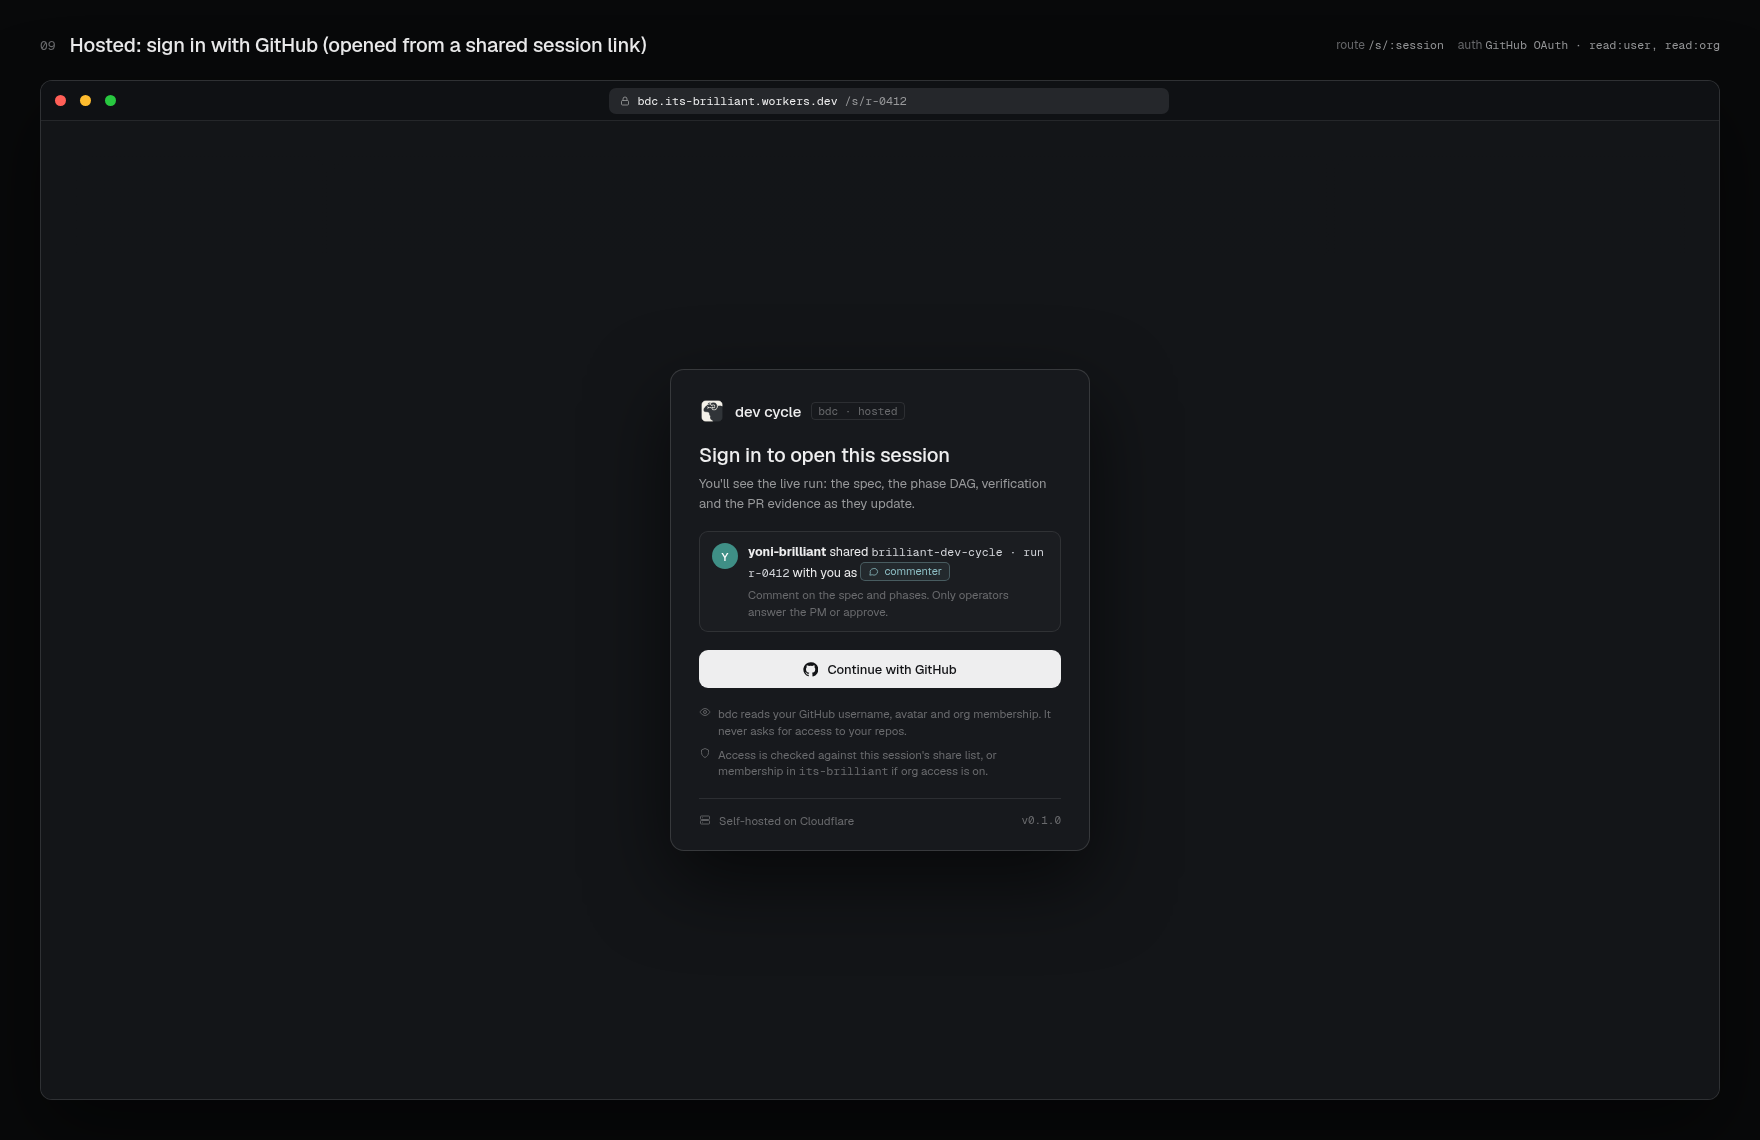 09 Hosted: sign in with GitHub (opened from a shared session link)
route /s/:session auth GitHub OAuth · read:user, read:org
bdc.its-brilliant.workers.dev /s/r-0412
dev cycle bdc · hosted
Sign in to open this session
You'll see the live run: the spec, the phase DAG, verification
and the PR evidence as they update.
Y
yoni-brilliant shared brilliant-dev-cycle · run
r-0412 with you as commenter
Comment on the spec and phases. Only operators
answer the PM or approve.
Continue with GitHub
bdc reads your GitHub username, avatar and org membership. It
never asks for access to your repos.
Access is checked against this session's share list, or
membership in its-brilliant if org access is on.
Self-hosted on Cloudflare v0.1.0